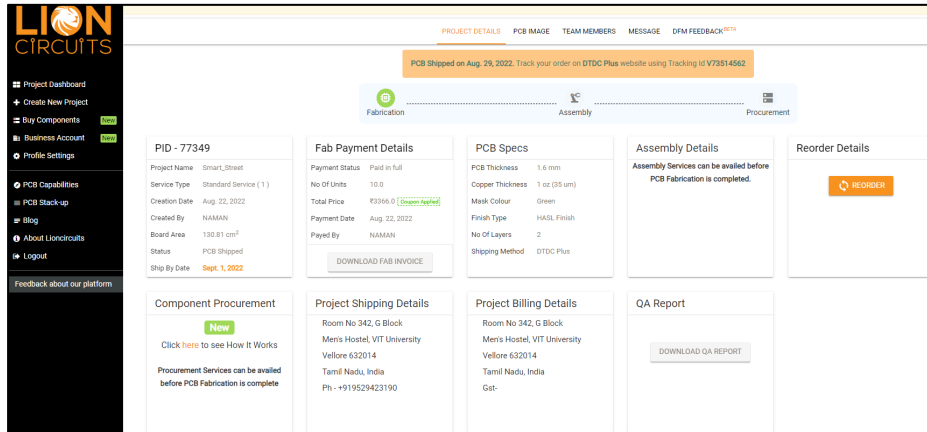 LION
CIRCUITS
PROJECT DETAILS PCB IMAGE TEAM MEMBERS MESSAGE DFM FEEDBACK BETA
PCB Shipped on Aug. 29, 2022. Track your order on DTDC Plus website using Tracking Id V73514562
Fabrication Assembly Procurement
Project Dashboard
Create New Project
Buy Components New
Business Account New
Profile Settings
PCB Capabilities
PCB Stack-up
Blog
About Lioncircuits
Logout
Feedback about our platform
PID - 77349
Project Name Smart_Street
Service Type Standard Service ( 1 )
Creation Date Aug. 22, 2022
Created By NAMAN
Board Area 130.81 cm²
Status PCB Shipped
Ship By Date Sept. 1, 2022
Fab Payment Details
Payment Status Paid in full
No Of Units 10.0
Total Price ₹3366.0 Coupon Applied
Payment Date Aug. 22, 2022
Payed By NAMAN
DOWNLOAD FAB INVOICE
PCB Specs
PCB Thickness 1.6 mm
Copper Thickness 1 oz (35 um)
Mask Colour Green
Finish Type HASL Finish
No Of Layers 2
Shipping Method DTDC Plus
Assembly Details
Assembly Services can be availed before
PCB Fabrication is completed.
Reorder Details
REORDER
Component Procurement
New
Click here to see How It Works
Procurement Services can be availed
before PCB Fabrication is complete
Project Shipping Details
Room No 342, G Block
Men's Hostel, VIT University
Vellore 632014
Tamil Nadu, India
Ph - +919529423190
Project Billing Details
Room No 342, G Block
Men's Hostel, VIT University
Vellore 632014
Tamil Nadu, India
Gst-
QA Report
DOWNLOAD QA REPORT